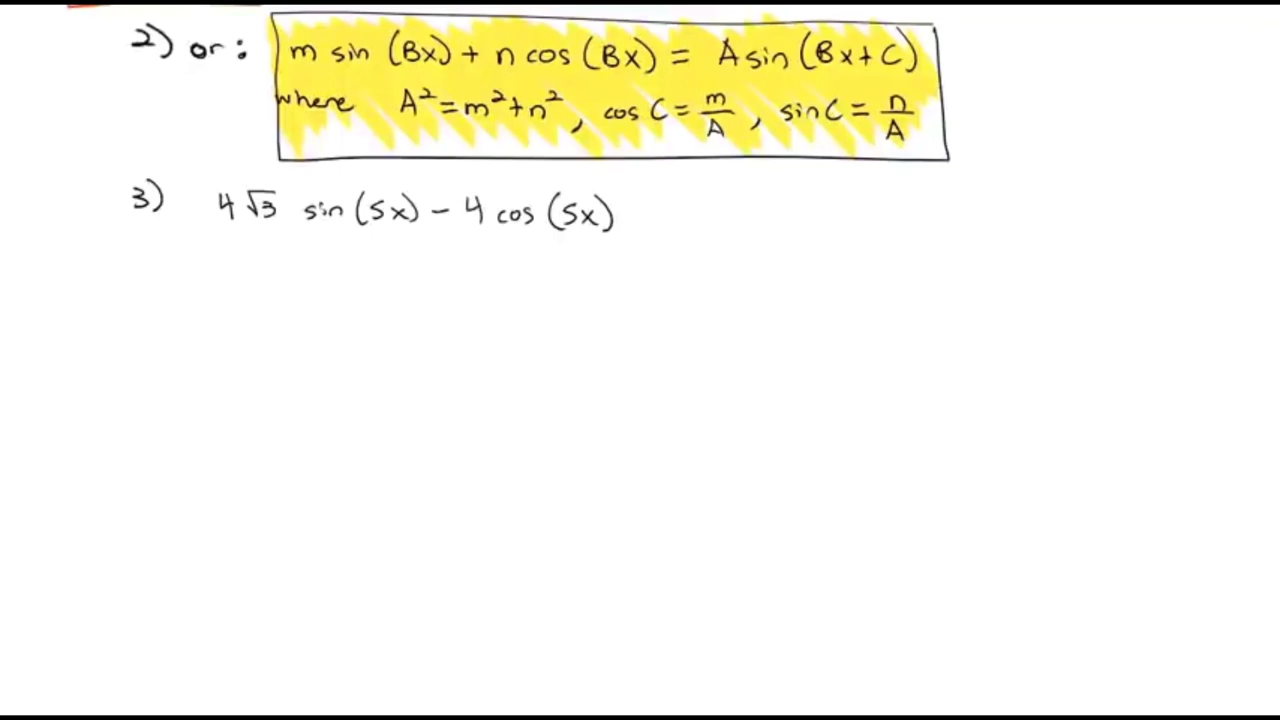 2) or: m sin (Bx) + n cos (Bx) = A sin (Bx + C)
where A² = m² + n², cos C = m/A, sin C = n/A
3) 4√3 sin (5x) - 4 cos (5x)